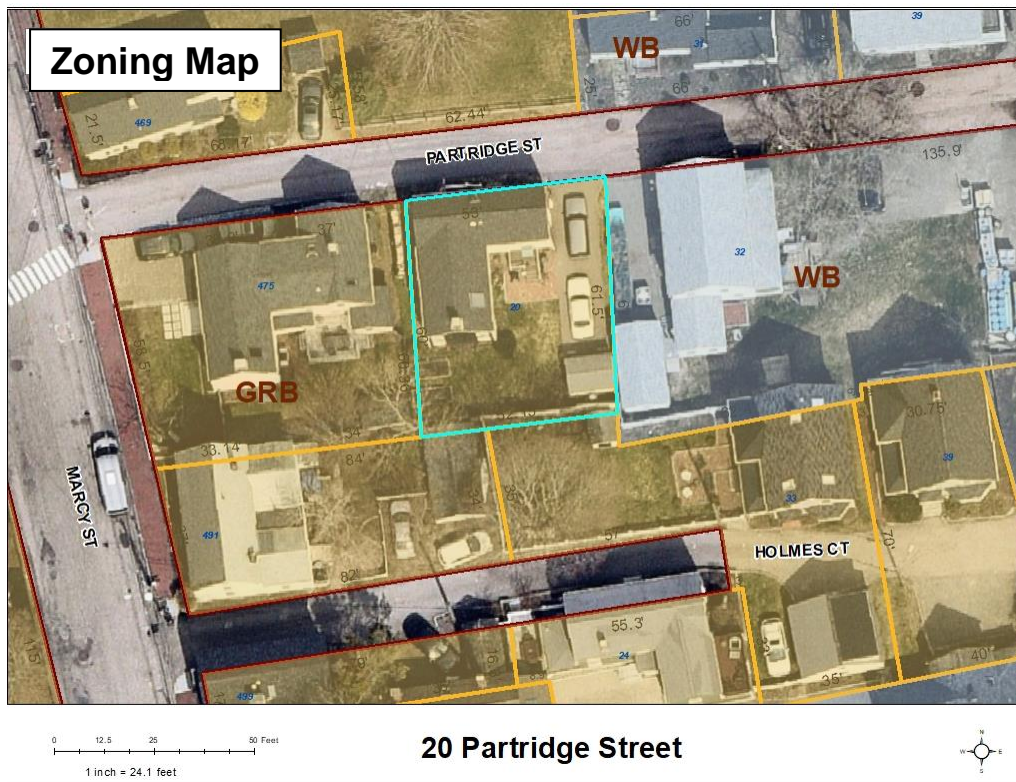 Zoning Map
66'
WB
31
39
25'
66'
21.5'
469
68.17'
62.44'
PARTRIDGE ST
135.9'
37'
475
20
61.5'
32
WB
58.51'
GRB
33.14'
84'
30.75'
39
33
MARCY ST
491
82'
HOLMES CT
70'
55.3'
24
499
35'
40'
0 12.5 25 50 Feet
1 inch = 24.1 feet
20 Partridge Street
N
W E
S